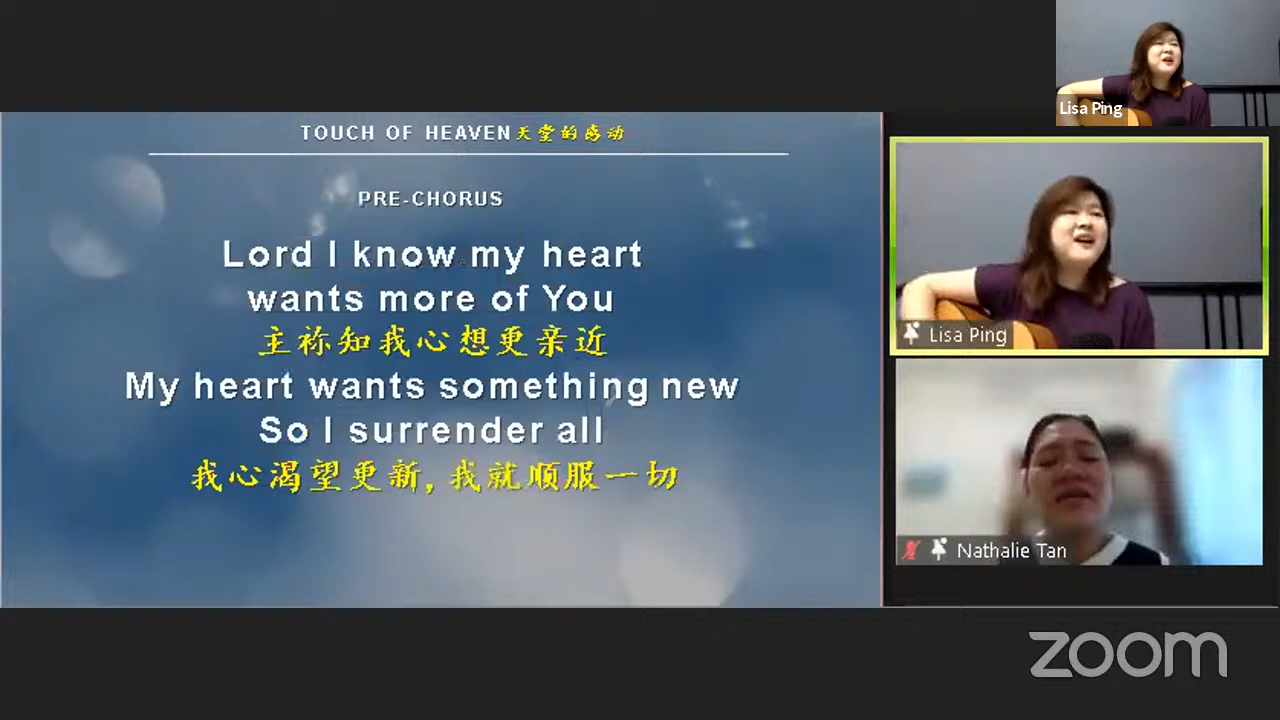 TOUCH OF HEAVEN天堂的感动
PRE-CHORUS
Lord I know my heart
wants more of You
主祢知我心想更亲近
My heart wants something new
So I surrender all
我心渴望更新,我就顺服一切
Lisa Ping
Lisa Ping
Nathalie Tan
zoom